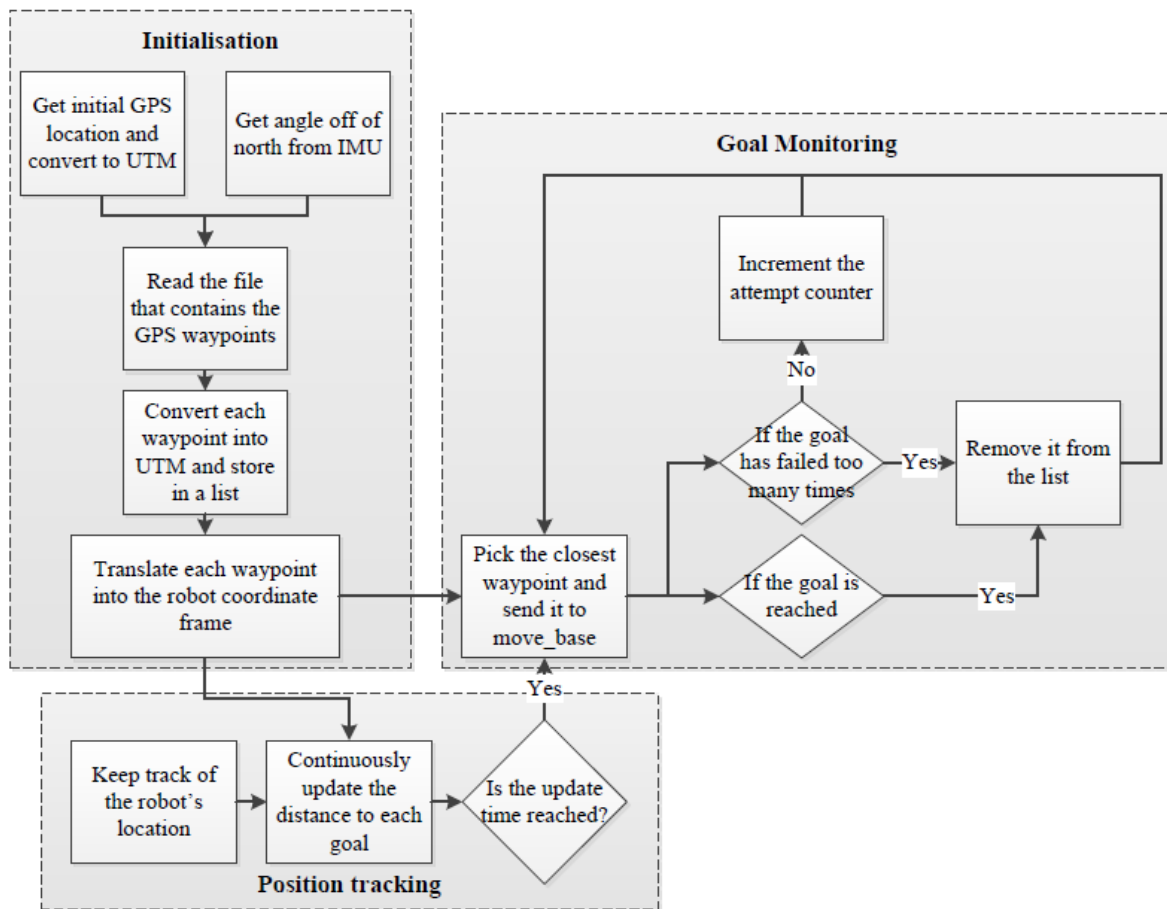 Initialisation
Get initial GPS
location and
convert to UTM
Get angle off of
north from IMU
Read the file
that contains the
GPS waypoints
Convert each
waypoint into
UTM and store
in a list
Translate each waypoint
into the robot coordinate
frame
Goal Monitoring
Increment the
attempt counter
No
If the goal
has failed too
many times
Yes
Remove it from
the list
Pick the closest
waypoint and
send it to
move_base
If the goal is
reached
Yes
Yes
Keep track of
the robot’s
location
Continuously
update the
distance to each
goal
Is the update
time reached?
Position tracking